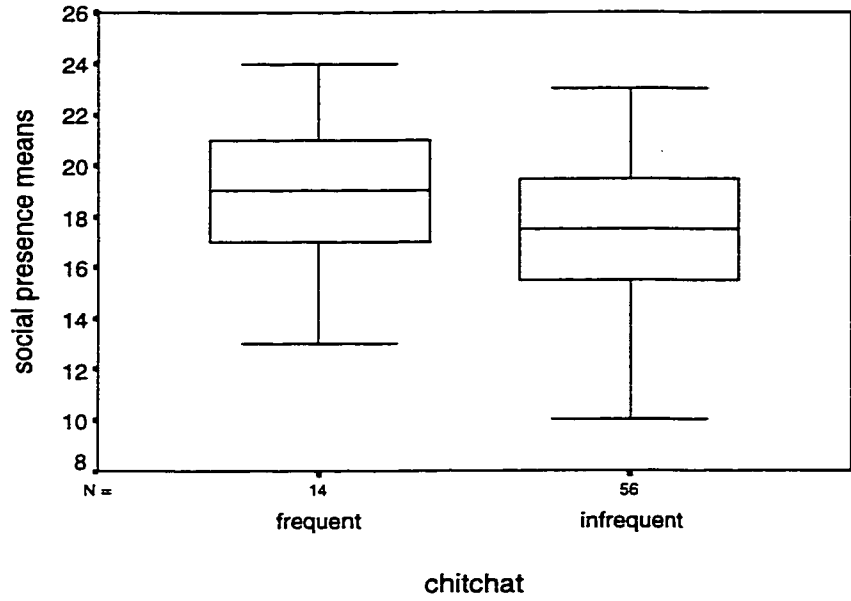 26
24
22
20
18
16
14
12
10
8
social presence means
N = 14 56
frequent infrequent
chitchat